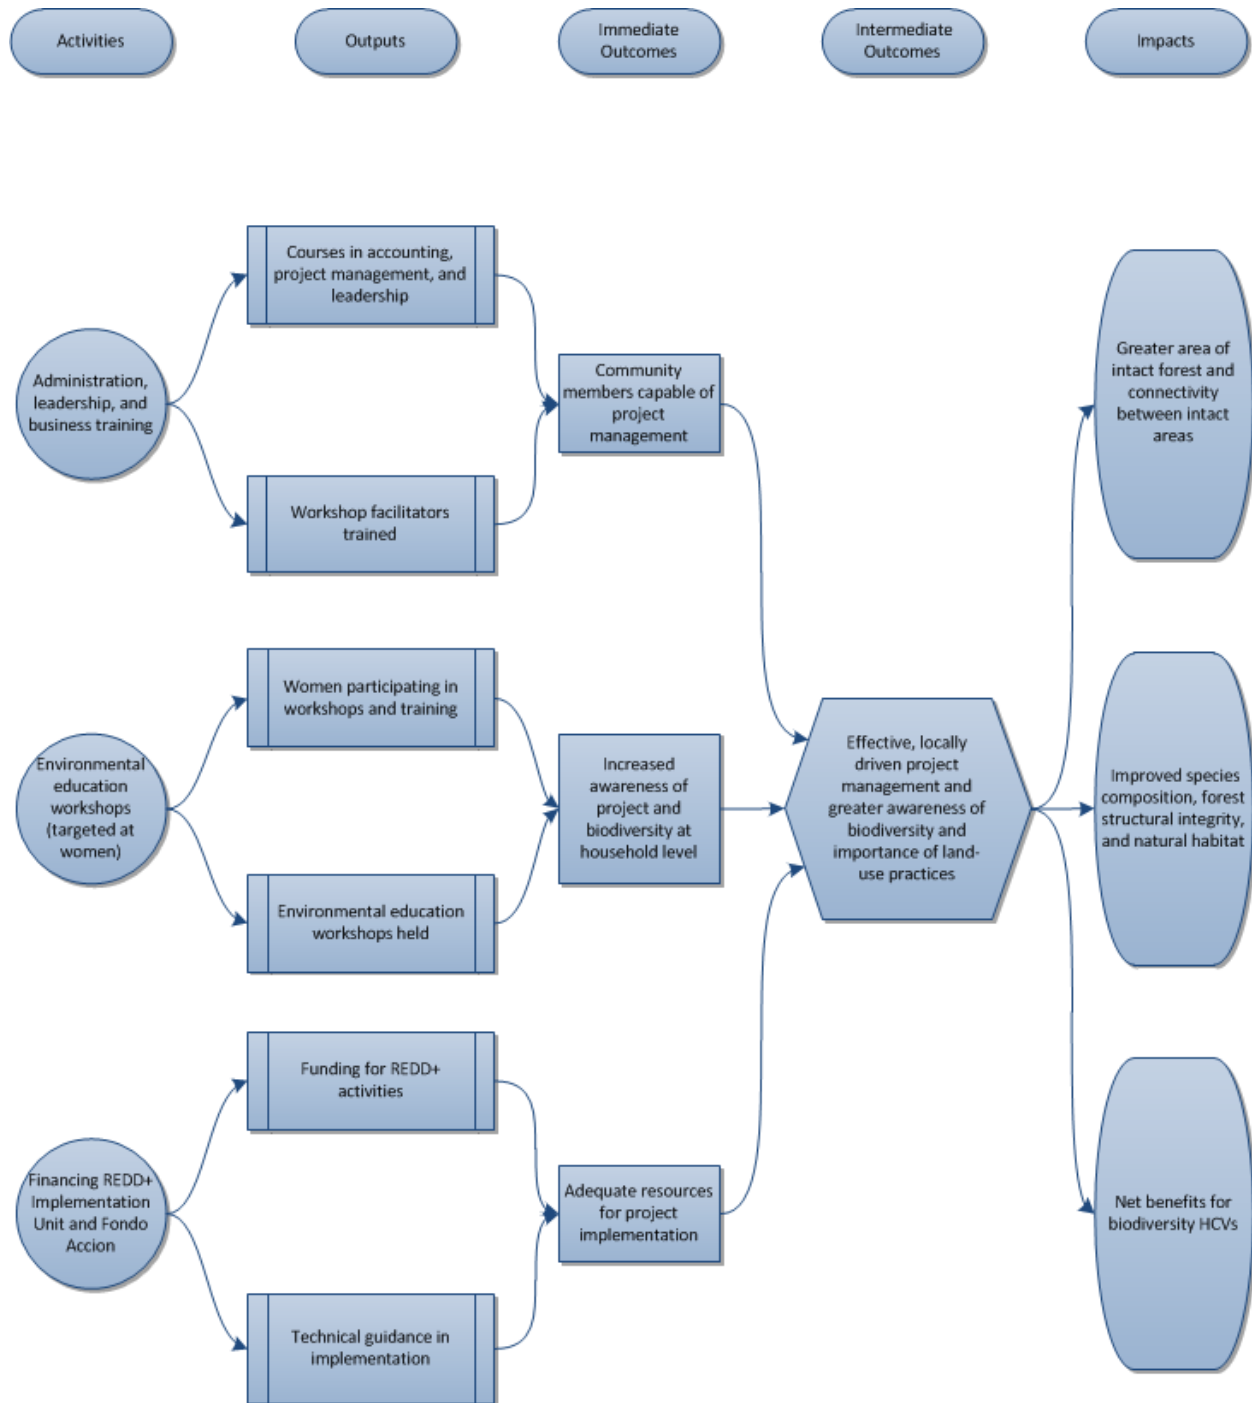 Activities
Outputs
Immediate
Outcomes
Intermediate
Outcomes
Impacts
Courses in accounting,
project management, and
leadership
Administration,
leadership, and
business training
Workshop facilitators
trained
Community
members capable of
project
management
Greater area of
intact forest and
connectivity
between intact
areas
Women participating in
workshops and training
Environmental
education
workshops
(targeted at
women)
Environmental education
workshops held
Increased
awareness of
project and
biodiversity at
household level
Effective, locally
driven project
management and
greater awareness of
biodiversity and
importance of land-
use practices
Improved species
composition, forest
structural integrity,
and natural habitat
Funding for REDD+
activities
Financing REDD+
Implementation
Unit and Fondo
Accion
Technical guidance in
implementation
Adequate resources
for project
implementation
Net benefits for
biodiversity HCVs